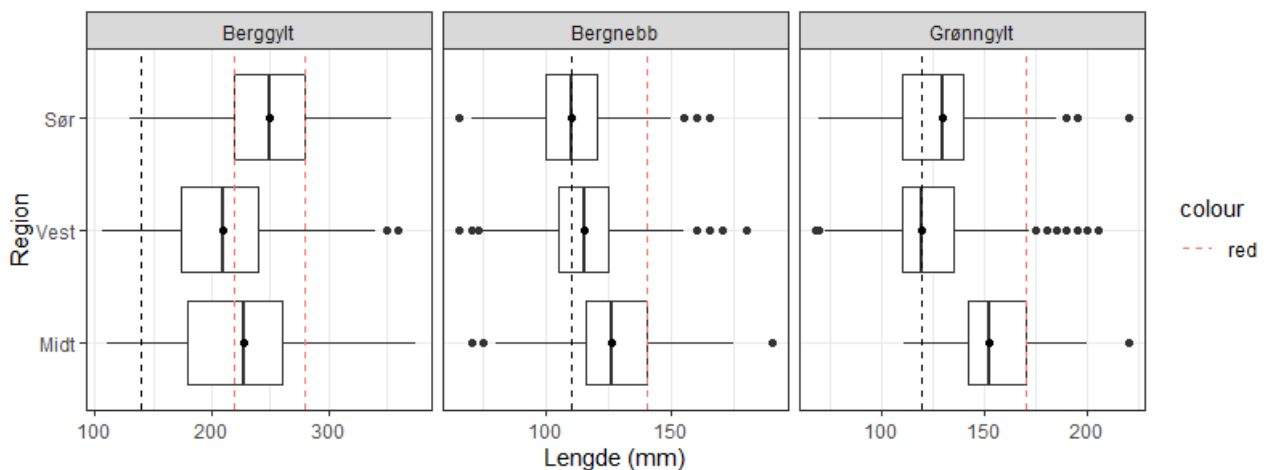 Berggylt Bergnebb Grønngylt
Region
Sør
Vest
Midt
100 200 300 100 150 100 150 200
Lengde (mm)
colour
red